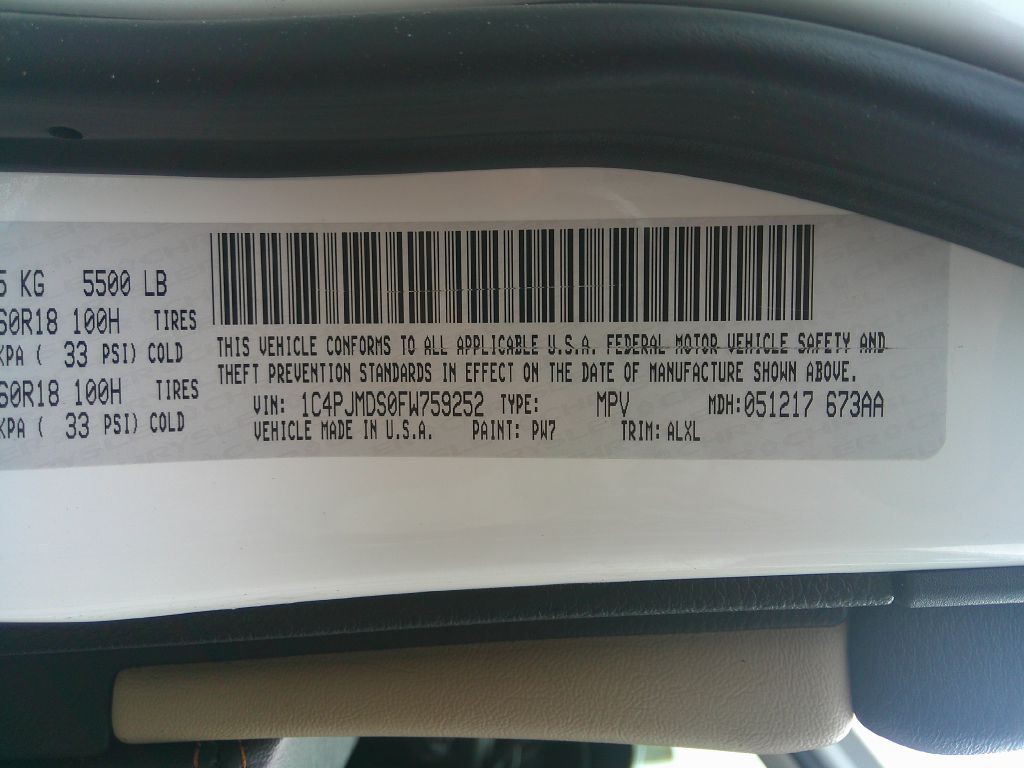 KG 5500 LB
60R18 100H TIRES
KPA ( 33 PSI) COLD
60R18 100H TIRES
KPA ( 33 PSI) COLD
THIS VEHICLE CONFORMS TO ALL APPLICABLE U.S.A. FEDERAL MOTOR VEHICLE SAFETY AND
THEFT PREVENTION STANDARDS IN EFFECT ON THE DATE OF MANUFACTURE SHOWN ABOVE.
VIN: 1C4PJMDS0FW759252 TYPE: MPV MDH: 051217 673AA
VEHICLE MADE IN U.S.A. PAINT: PW7 TRIM: ALXL